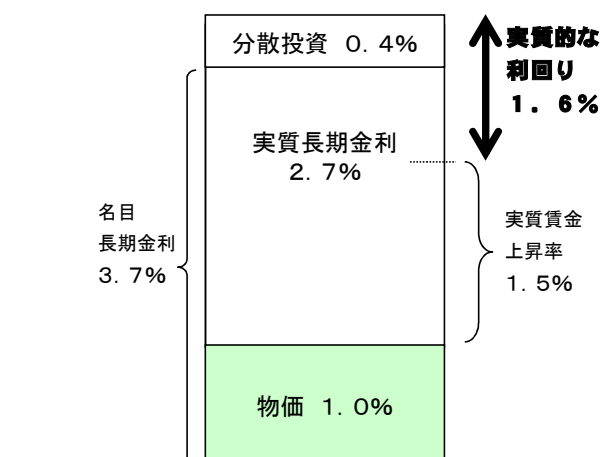 分散投資 0.4%
実質的な
利回り
1.6%
実質長期金利
2.7%
名目
長期金利
3.7%
実質賃金
上昇率
1.5%
物価 1.0%